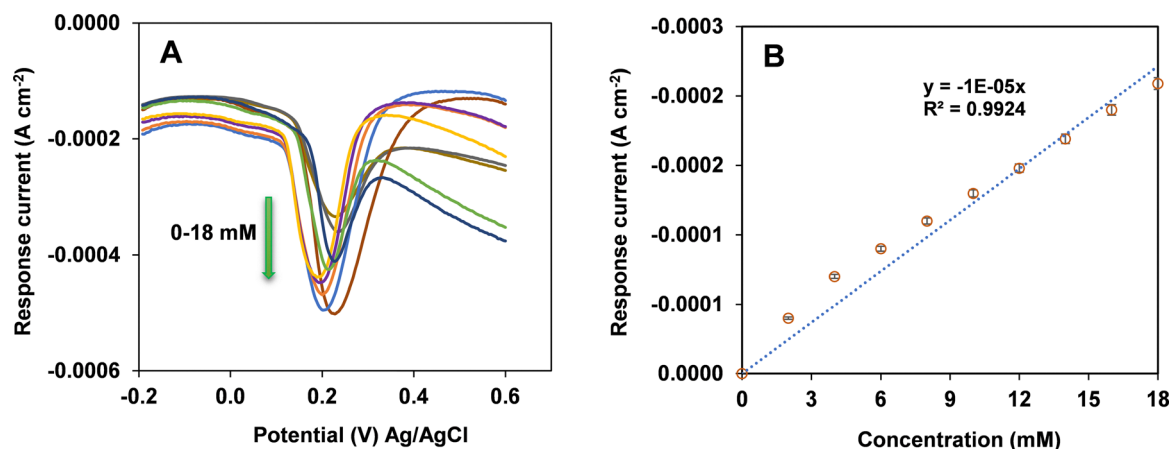 A
0.0000
-0.0002
-0.0004
-0.0006
Response current (A cm⁻²)
0-18 mM
-0.2
0.0
0.2
0.4
0.6
Potential (V) Ag/AgCl
B
-0.0003
-0.0002
-0.0002
-0.0001
-0.0001
0.0000
Response current (A cm⁻²)
y = -1E-05x
R² = 0.9924
0
3
6
9
12
15
18
Concentration (mM)